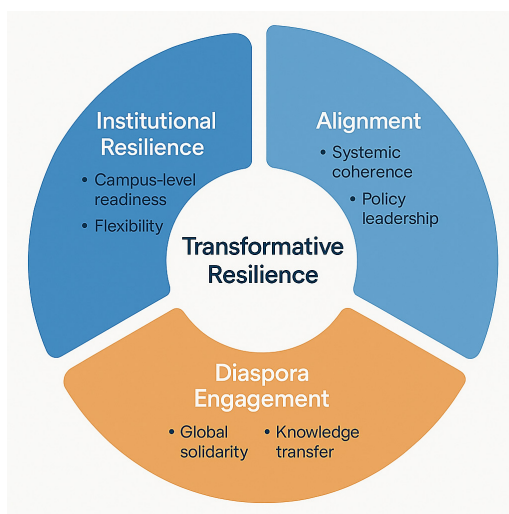 Institutional
Resilience
• Campus-level
readiness
• Flexibility
Alignment
• Systemic
coherence
• Policy
leadership
Transformative
Resilience
Diaspora
Engagement
• Global
solidarity
• Knowledge
transfer